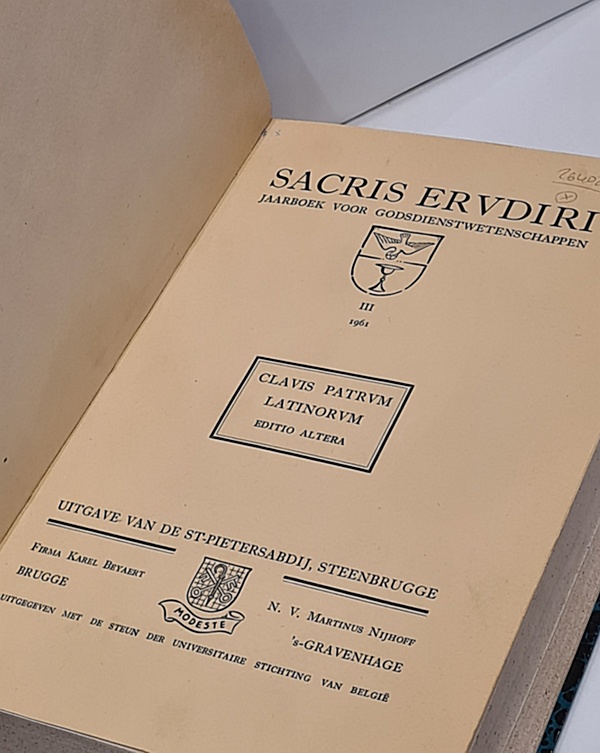 SACRIS ERVDIRI
JAARBOEK VOOR GODSDIENSTWETENSCHAPPEN
III
1961
CLAVIS PATRVM
LATINORVM
EDITIO ALTERA
UITGAVE VAN DE ST-PIETERSABDIJ, STEENBRUGGE
FIRMA KAREL BEYAERT
BRUGGE
MODESTE
N. V. MARTINUS NIJHOFF
's-GRAVENHAGE
UITGEGEVEN MET DE STEUN DER UNIVERSITAIRE STICHTING VAN BELGIË